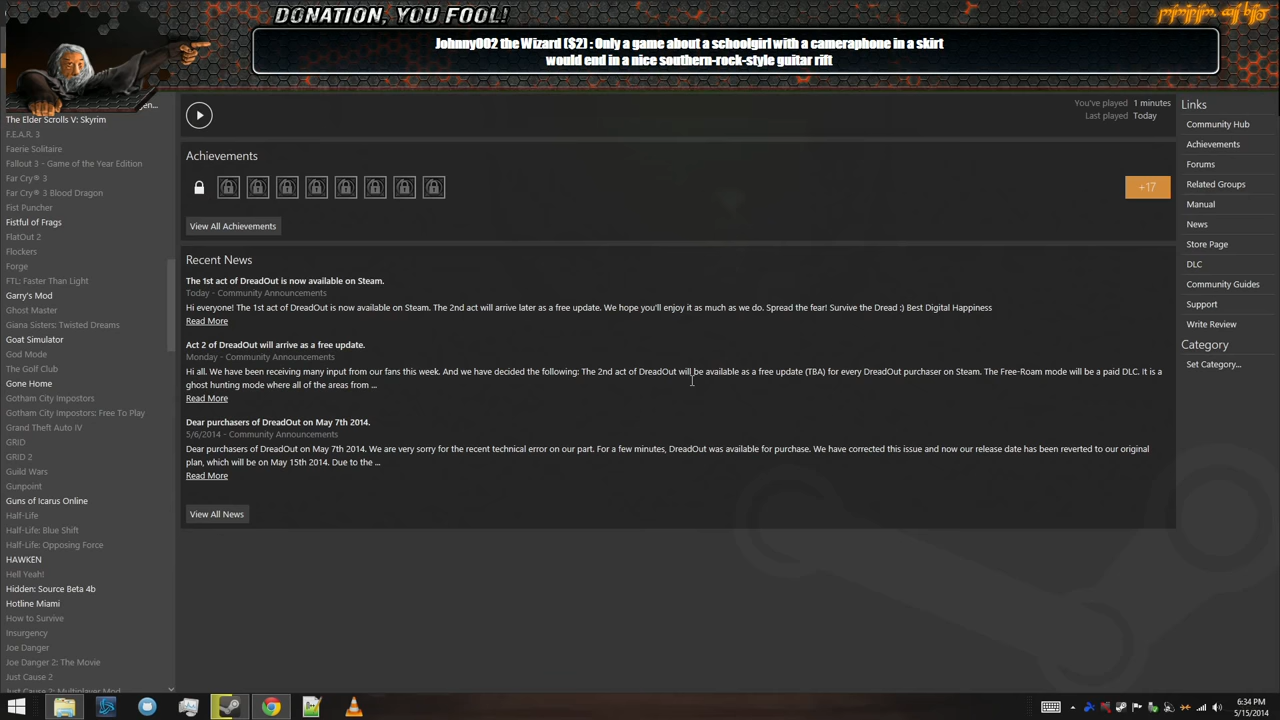 DONATION, YOU FOOL!
Johnny002 the Wizard ($2) : Only a game about a schoolgirl with a cameraphone in a skirt
would end in a nice southern-rock-style guitar rift
The Elder Scrolls V: Skyrim
F.E.A.R. 3
Faerie Solitaire
Fallout 3 - Game of the Year Edition
Far Cry® 3
Far Cry® 3 Blood Dragon
Fist Puncher
Fistful of Frags
FlatOut 2
Flockers
Forge
FTL: Faster Than Light
Garry's Mod
Ghost Master
Giana Sisters: Twisted Dreams
Goat Simulator
God Mode
The Golf Club
Gone Home
Gotham City Impostors
Gotham City Impostors: Free To Play
Grand Theft Auto IV
GRID
GRID 2
Guild Wars
Gunpoint
Guns of Icarus Online
Half-Life
Half-Life: Blue Shift
Half-Life: Opposing Force
HAWKEN
Hell Yeah!
Hidden: Source Beta 4b
Hotline Miami
How to Survive
Insurgency
Joe Danger
Joe Danger 2: The Movie
Just Cause 2
Just Cause 2: Multiplayer Mod
You've played 1 minutes
Last played Today
Achievements
+17
View All Achievements
Recent News
The 1st act of DreadOut is now available on Steam.
Today - Community Announcements
Hi everyone! The 1st act of DreadOut is now available on Steam. The 2nd act will arrive later as a free update. We hope you'll enjoy it as much as we do. Spread the fear! Survive the Dread :) Best Digital Happiness
Read More
Act 2 of DreadOut will arrive as a free update.
Monday - Community Announcements
Hi all. We have been receiving many input from our fans this week. And we have decided the following: The 2nd act of DreadOut will be available as a free update (TBA) for every DreadOut purchaser on Steam. The Free-Roam mode will be a paid DLC. It is a
ghost hunting mode where all of the areas from ...
Read More
Dear purchasers of DreadOut on May 7th 2014.
5/6/2014 - Community Announcements
Dear purchasers of DreadOut on May 7th 2014. We are very sorry for the recent technical error on our part. For a few minutes, DreadOut was available for purchase. We have corrected this issue and now our release date has been reverted to our original
plan, which will be on May 15th 2014. Due to the ...
Read More
View All News
Links
Community Hub
Achievements
Forums
Related Groups
Manual
News
Store Page
DLC
Community Guides
Support
Write Review
Category
Set Category...
6:34 PM
5/15/2014